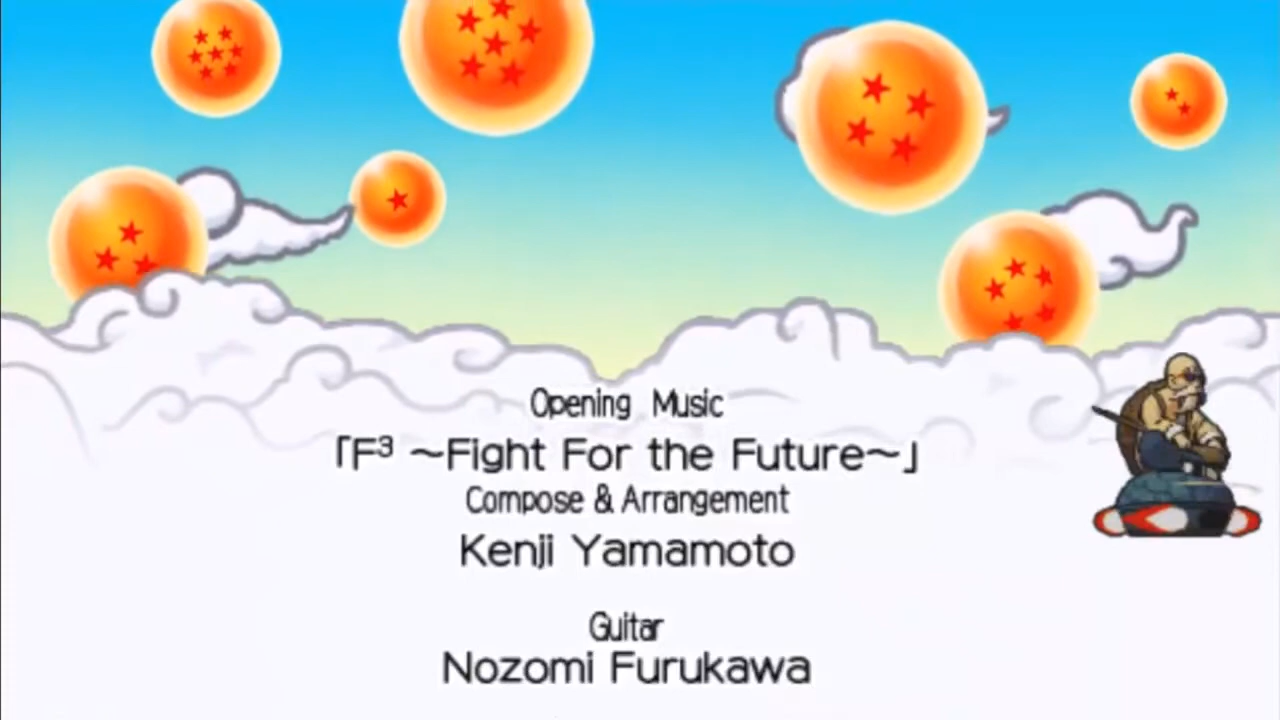 Opening Music
「F³ ～Fight For the Future～」
Compose & Arrangement
Kenji Yamamoto
Guitar
Nozomi Furukawa